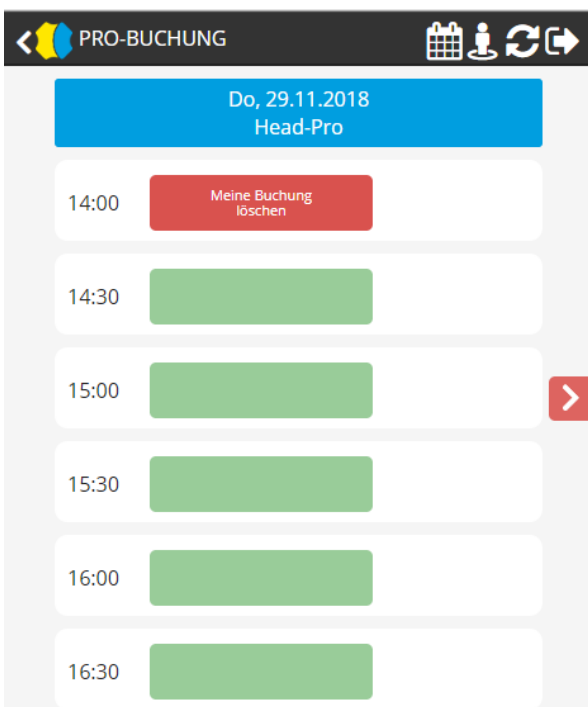 PRO-BUCHUNG
Do, 29.11.2018
Head-Pro
14:00
Meine Buchung
löschen
14:30
15:00
15:30
16:00
16:30